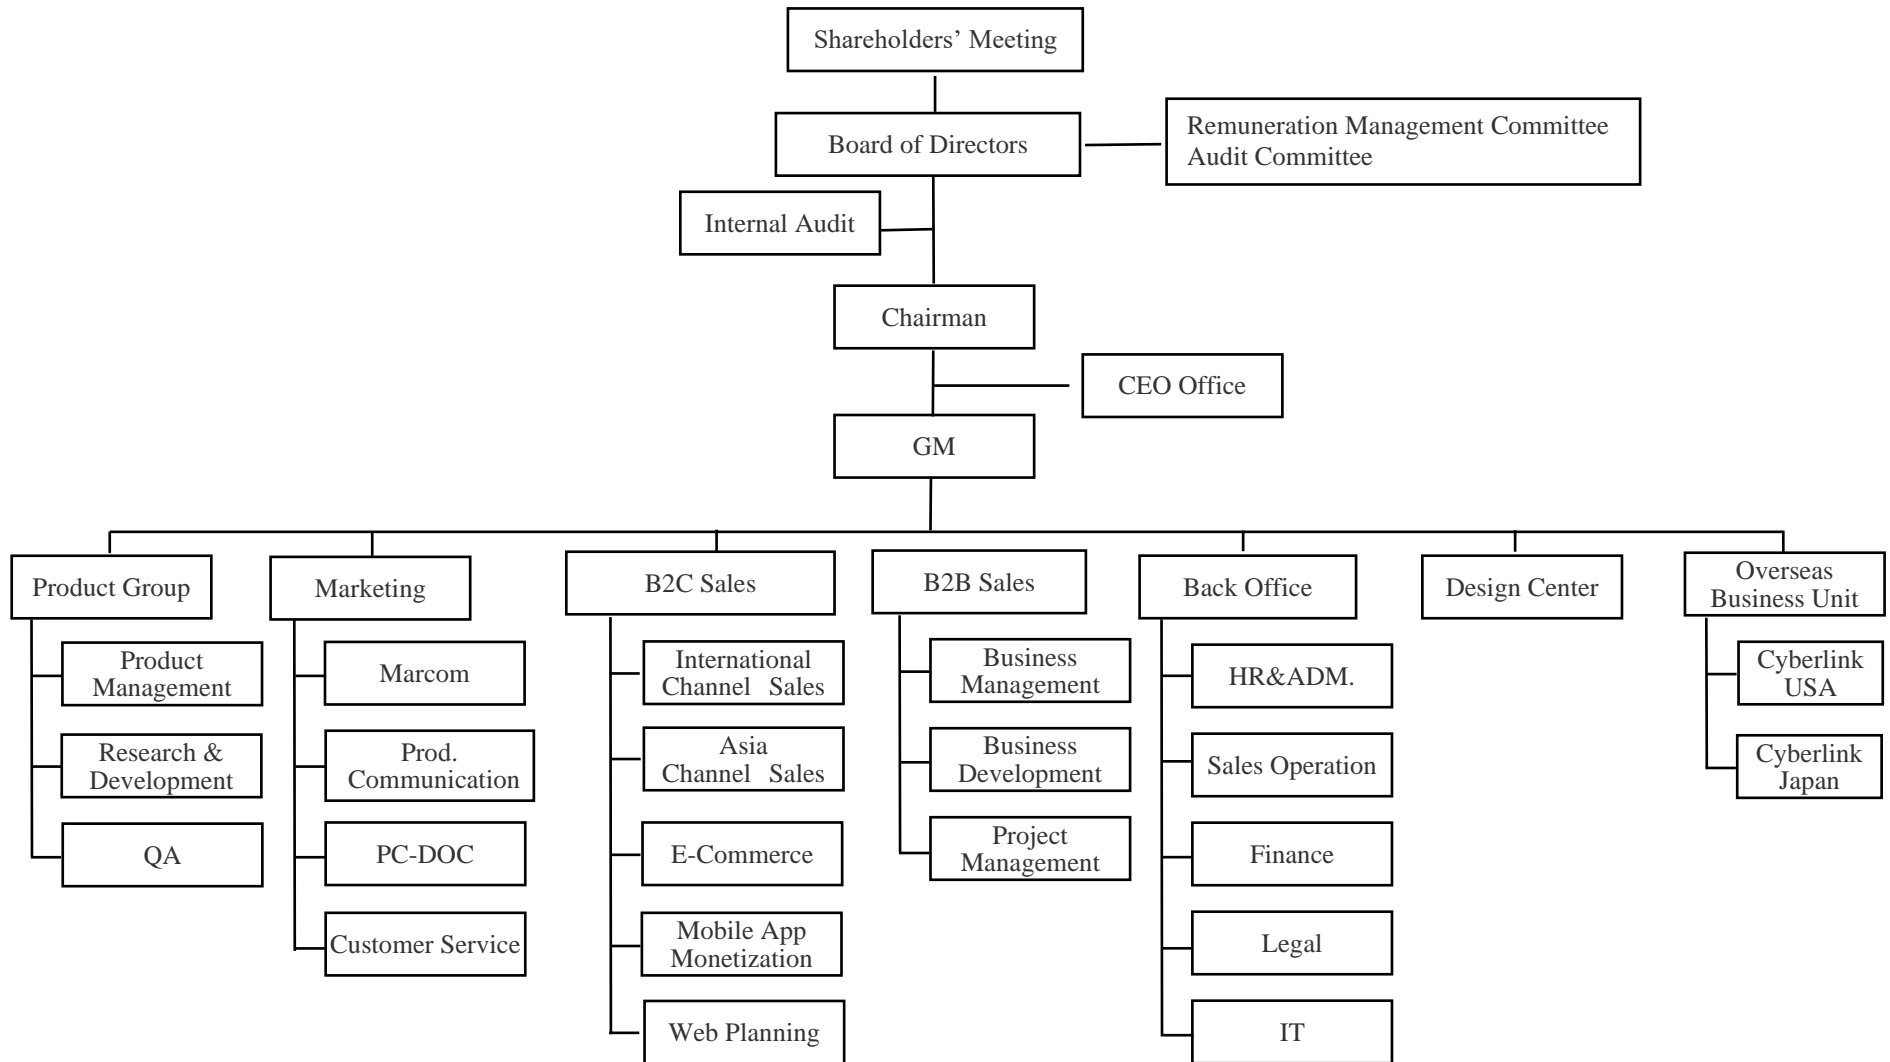 Shareholders’ Meeting
Board of Directors
Remuneration Management Committee
Audit Committee
Internal Audit
Chairman
CEO Office
GM
Product Group
Marketing
B2C Sales
B2B Sales
Back Office
Design Center
Overseas
Business Unit
Product
Management
Research &
Development
QA
Marcom
Prod.
Communication
PC-DOC
Customer Service
International
Channel Sales
Asia
Channel Sales
E-Commerce
Mobile App
Monetization
Web Planning
Business
Management
Business
Development
Project
Management
HR&ADM.
Sales Operation
Finance
Legal
IT
Cyberlink
USA
Cyberlink
Japan